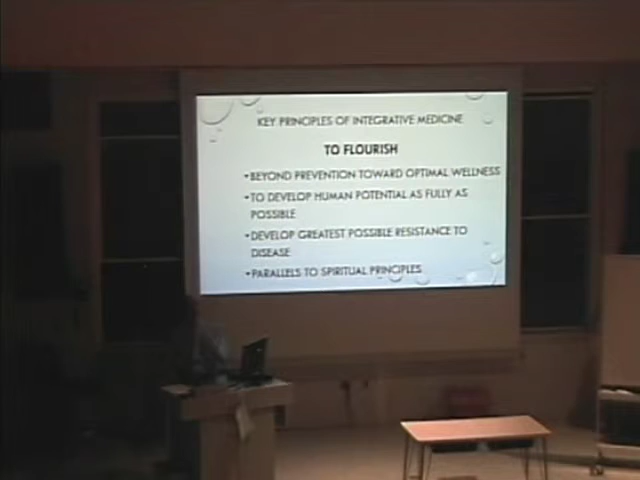 KEY PRINCIPLES OF INTEGRATIVE MEDICINE
TO FLOURISH
•BEYOND PREVENTION TOWARD OPTIMAL WELLNESS
•TO DEVELOP HUMAN POTENTIAL AS FULLY AS
POSSIBLE
•DEVELOP GREATEST POSSIBLE RESISTANCE TO
DISEASE
•PARALLELS TO SPIRITUAL PRINCIPLES